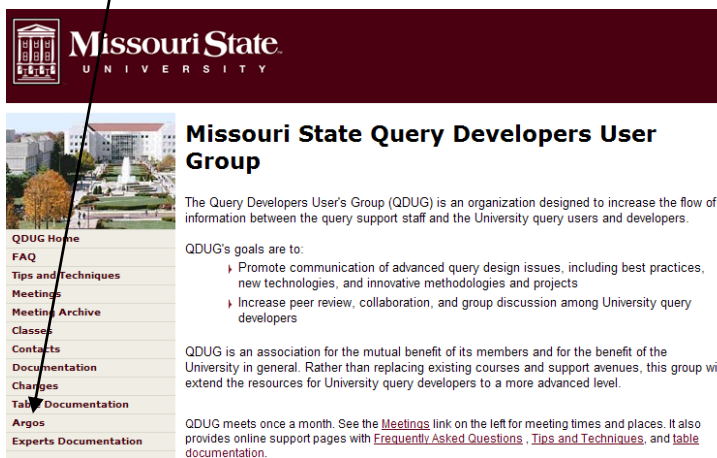 Missouri State.
UNIVERSITY
QDUG Home
FAQ
Tips and Techniques
Meetings
Meeting Archive
Classes
Contacts
Documentation
Changes
Table Documentation
Argos
Experts Documentation
Missouri State Query Developers User
Group
The Query Developers User's Group (QDUG) is an organization designed to increase the flow of
information between the query support staff and the University query users and developers.
QDUG's goals are to:
Promote communication of advanced query design issues, including best practices,
new technologies, and innovative methodologies and projects
Increase peer review, collaboration, and group discussion among University query
developers
QDUG is an association for the mutual benefit of its members and for the benefit of the
University in general. Rather than replacing existing courses and support avenues, this group wi
extend the resources for University query developers to a more advanced level.
QDUG meets once a month. See the Meetings link on the left for meeting times and places. It also
provides online support pages with Frequently Asked Questions , Tips and Techniques, and table
documentation.